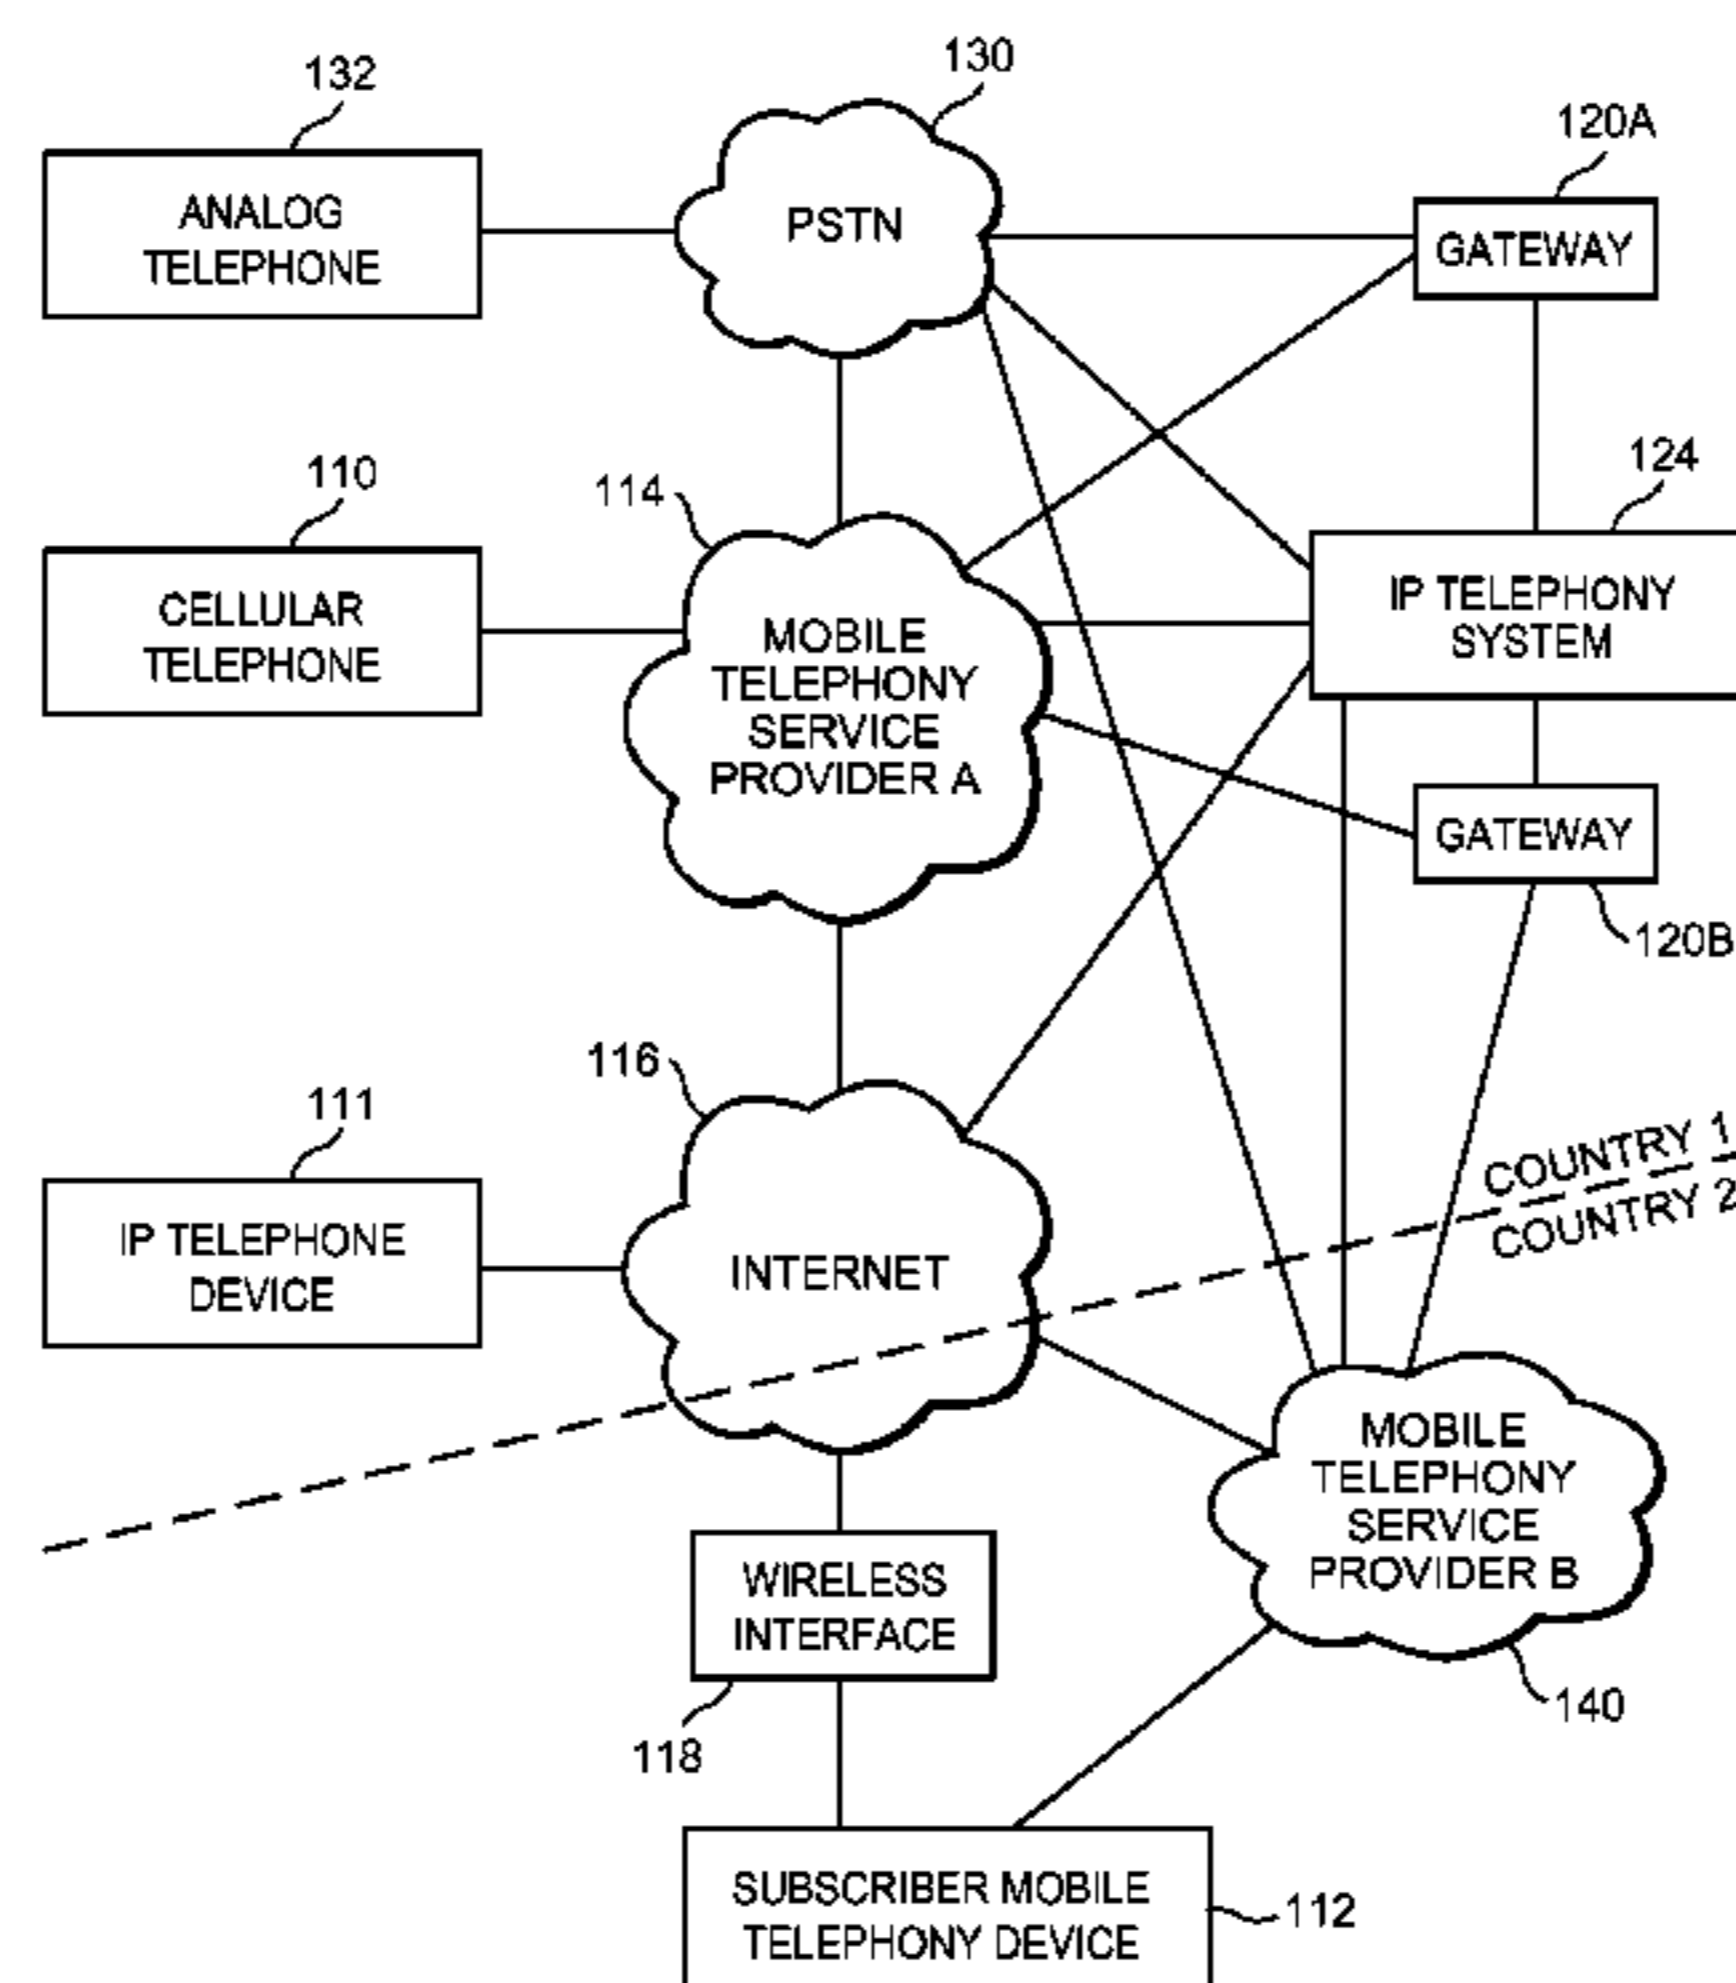 132
130
120A
ANALOG
TELEPHONE
PSTN
GATEWAY
110
114
124
CELLULAR
TELEPHONE
MOBILE
TELEPHONY
SERVICE
PROVIDER A
IP TELEPHONY
SYSTEM
GATEWAY
120B
116
111
IP TELEPHONE
DEVICE
INTERNET
COUNTRY 1
COUNTRY 2
MOBILE
TELEPHONY
SERVICE
PROVIDER B
WIRELESS
INTERFACE
140
118
SUBSCRIBER MOBILE
TELEPHONY DEVICE
112